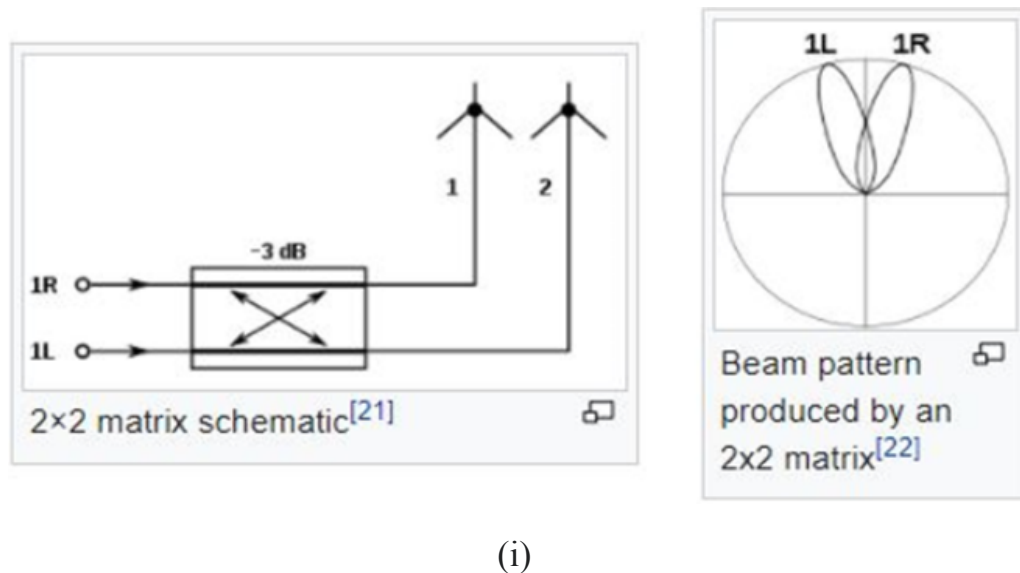 1L 1R
1 2
−3 dB
1R
1L
2×2 matrix schematic[21]
Beam pattern
produced by an
2x2 matrix[22]
(i)